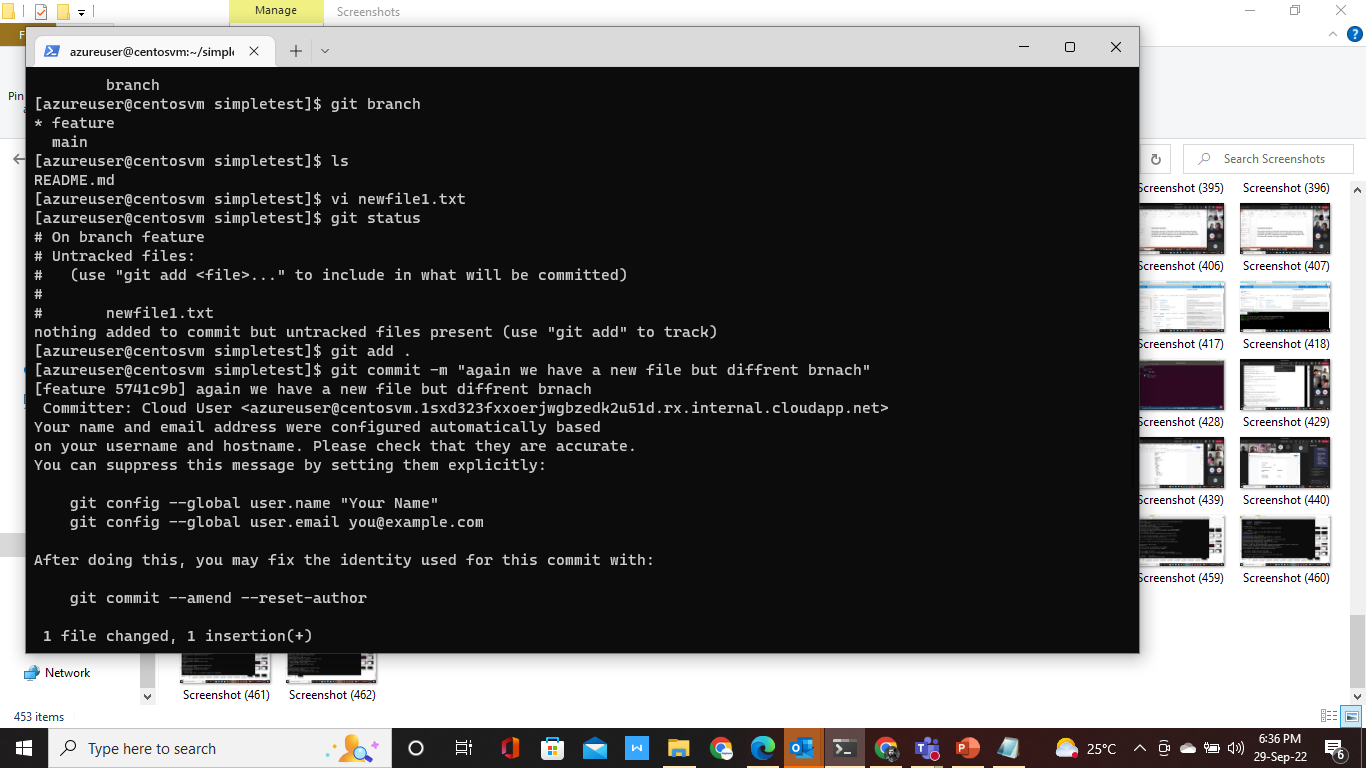 Manage
Screenshots
F
azureuser@centosvm:~/simple
Pin
Search Screenshots
branch
[azureuser@centosvm simpletest]$ git branch
* feature
main
[azureuser@centosvm simpletest]$ ls
README.md
[azureuser@centosvm simpletest]$ vi newfile1.txt
[azureuser@centosvm simpletest]$ git status
# On branch feature
# Untracked files:
#   (use "git add <file>..." to include in what will be committed)
#
#       newfile1.txt
nothing added to commit but untracked files present (use "git add" to track)
[azureuser@centosvm simpletest]$ git add .
[azureuser@centosvm simpletest]$ git commit -m "again we have a new file but diffrent brnach"
[feature 5741c9b] again we have a new file but diffrent brnach
Committer: Cloud User <azureuser@centosvm.1sxd3z3fxxoerjwgbzedk2u51d.rx.internal.cloudapp.net>
Your name and email address were configured automatically based
on your username and hostname. Please check that they are accurate.
You can suppress this message by setting them explicitly:
git config --global user.name "Your Name"
git config --global user.email you@example.com
After doing this, you may fix the identity used for this commit with:
git commit --amend --reset-author
1 file changed, 1 insertion(+)
Screenshot (395) Screenshot (396)
Screenshot (406) Screenshot (407)
Screenshot (417) Screenshot (418)
Screenshot (428) Screenshot (429)
Screenshot (439) Screenshot (440)
Screenshot (459) Screenshot (460)
Network
Screenshot (461) Screenshot (462)
453 items
Type here to search
25°C
6:36 PM
29-Sep-22
6